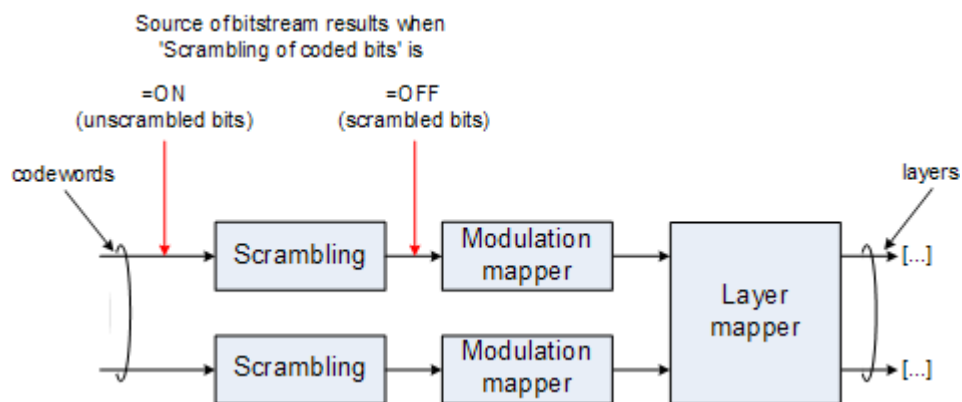 Source of bitstream results when
'Scrambling of coded bits' is
=ON
(unscrambled bits)
=OFF
(scrambled bits)
codewords
layers
Scrambling
Modulation
mapper
Layer
mapper
[...]
Scrambling
Modulation
mapper
[...]